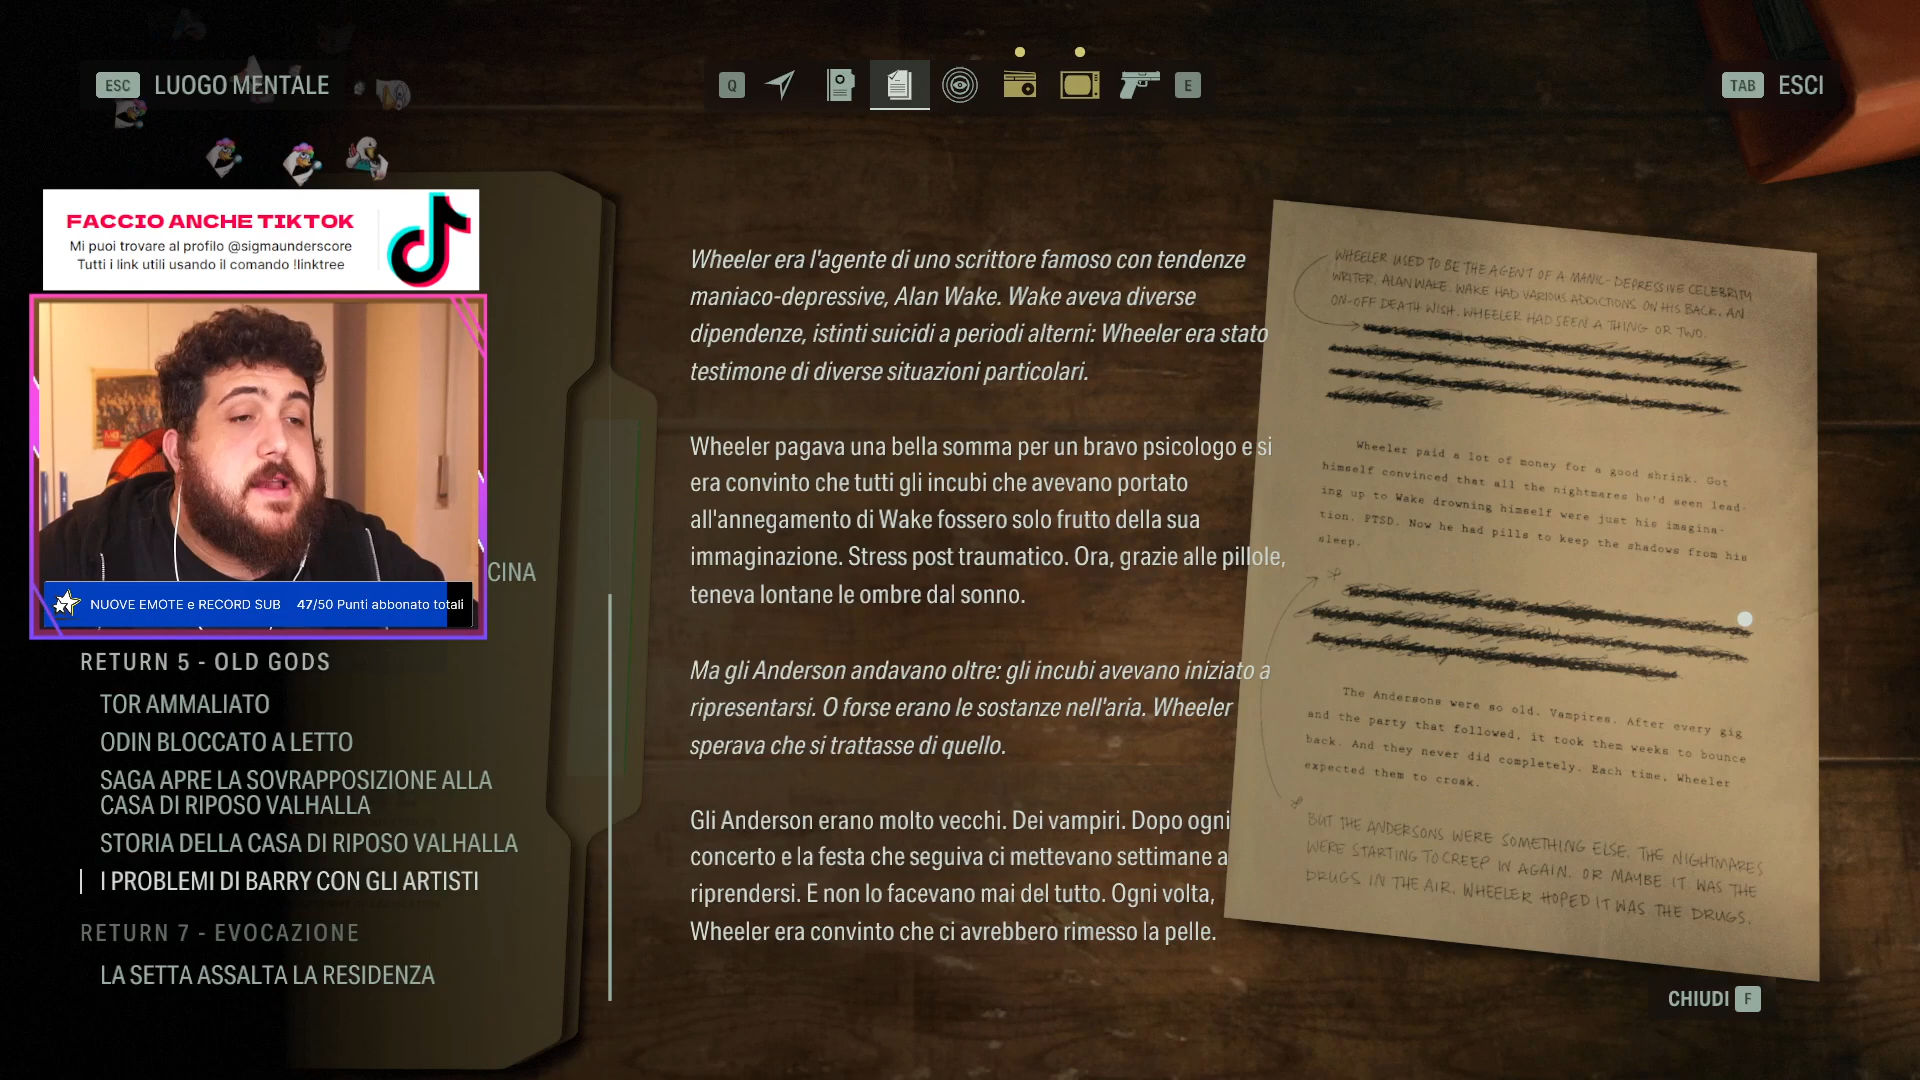 ESC LUOGO MENTALE
Q
E
TAB ESCI
FACCIO ANCHE TIKTOK
Mi puoi trovare al profilo @sigmaunderscore
Tutti i link utili usando il comando !linktree
NUOVE EMOTE e RECORD SUB 47/50 Punti abbonato totali
CINA
RETURN 5 - OLD GODS
TOR AMMALIATO
ODIN BLOCCATO A LETTO
SAGA APRE LA SOVRAPPOSIZIONE ALLA
CASA DI RIPOSO VALHALLA
STORIA DELLA CASA DI RIPOSO VALHALLA
I PROBLEMI DI BARRY CON GLI ARTISTI
RETURN 7 - EVOCAZIONE
LA SETTA ASSALTA LA RESIDENZA
Wheeler era l'agente di uno scrittore famoso con tendenze
maniaco-depressive, Alan Wake. Wake aveva diverse
dipendenze, istinti suicidi a periodi alterni: Wheeler era stato
testimone di diverse situazioni particolari.
Wheeler pagava una bella somma per un bravo psicologo e si
era convinto che tutti gli incubi che avevano portato
all'annegamento di Wake fossero solo frutto della sua
immaginazione. Stress post traumatico. Ora, grazie alle pillole,
teneva lontane le ombre dal sonno.
Ma gli Anderson andavano oltre: gli incubi avevano iniziato a
ripresentarsi. O forse erano le sostanze nell'aria. Wheeler
sperava che si trattasse di quello.
Gli Anderson erano molto vecchi. Dei vampiri. Dopo ogni
concerto e la festa che seguiva ci mettevano settimane a
riprendersi. E non lo facevano mai del tutto. Ogni volta,
Wheeler era convinto che ci avrebbero rimesso la pelle.
WHEELER USED TO BE THE AGENT OF A MANIC-DEPRESSIVE CELEBRITY
WRITER, ALAN WAKE. WAKE HAD VARIOUS ADDICTIONS ON HIS BACK, AN
ON-OFF DEATH WISH. WHEELER HAD SEEN A THING OR TWO.
Wheeler paid a lot of money for a good shrink. Got
himself convinced that all the nightmares he'd seen lead-
ing up to Wake drowning himself were just his imagina-
tion. PTSD. Now he had pills to keep the shadows from his
sleep.
The Andersons were so old. Vampires. After every gig
and the party that followed, it took them weeks to bounce
back. And they never did completely. Each time, Wheeler
expected them to croak.
BUT THE ANDERSONS WERE SOMETHING ELSE. THE NIGHTMARES
WERE STARTING TO CREEP IN AGAIN. OR MAYBE IT WAS THE
DRUGS IN THE AIR. WHEELER HOPED IT WAS THE DRUGS.
CHIUDI F